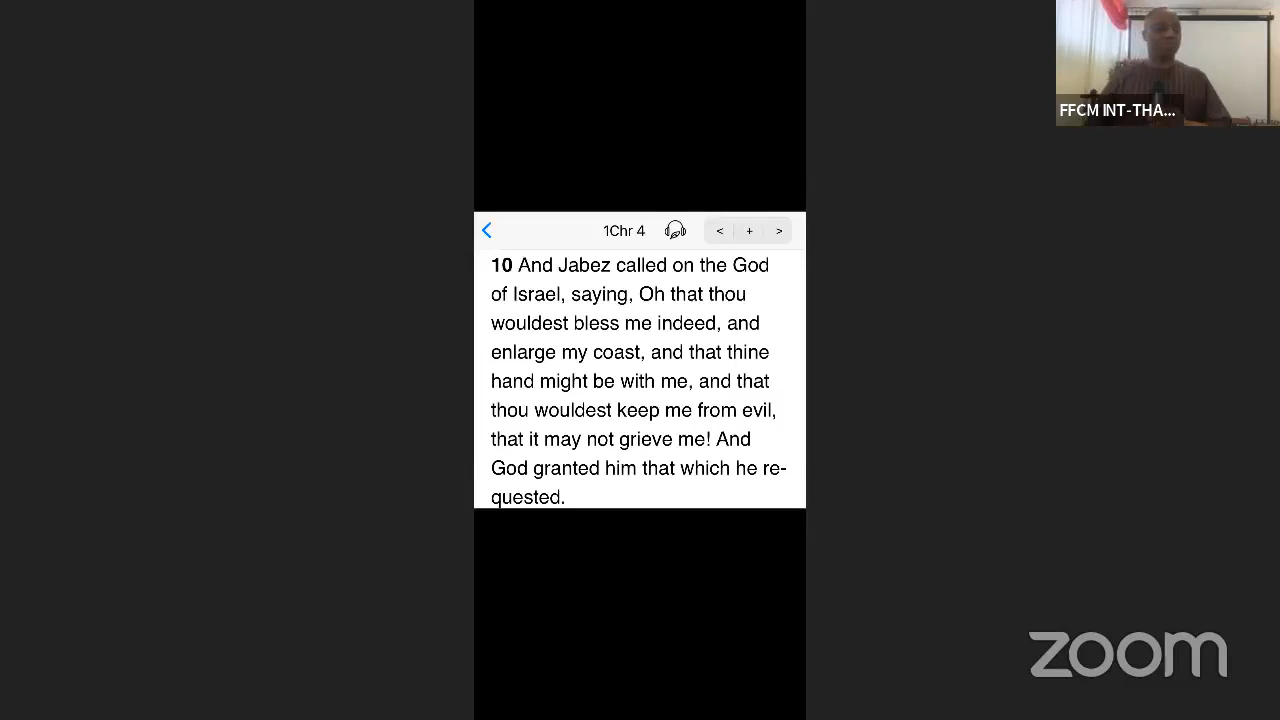 FFCM INT-THA...
1Chr 4
< + >
10 And Jabez called on the God
of Israel, saying, Oh that thou
wouldest bless me indeed, and
enlarge my coast, and that thine
hand might be with me, and that
thou wouldest keep me from evil,
that it may not grieve me! And
God granted him that which he re-
quested.
zoom